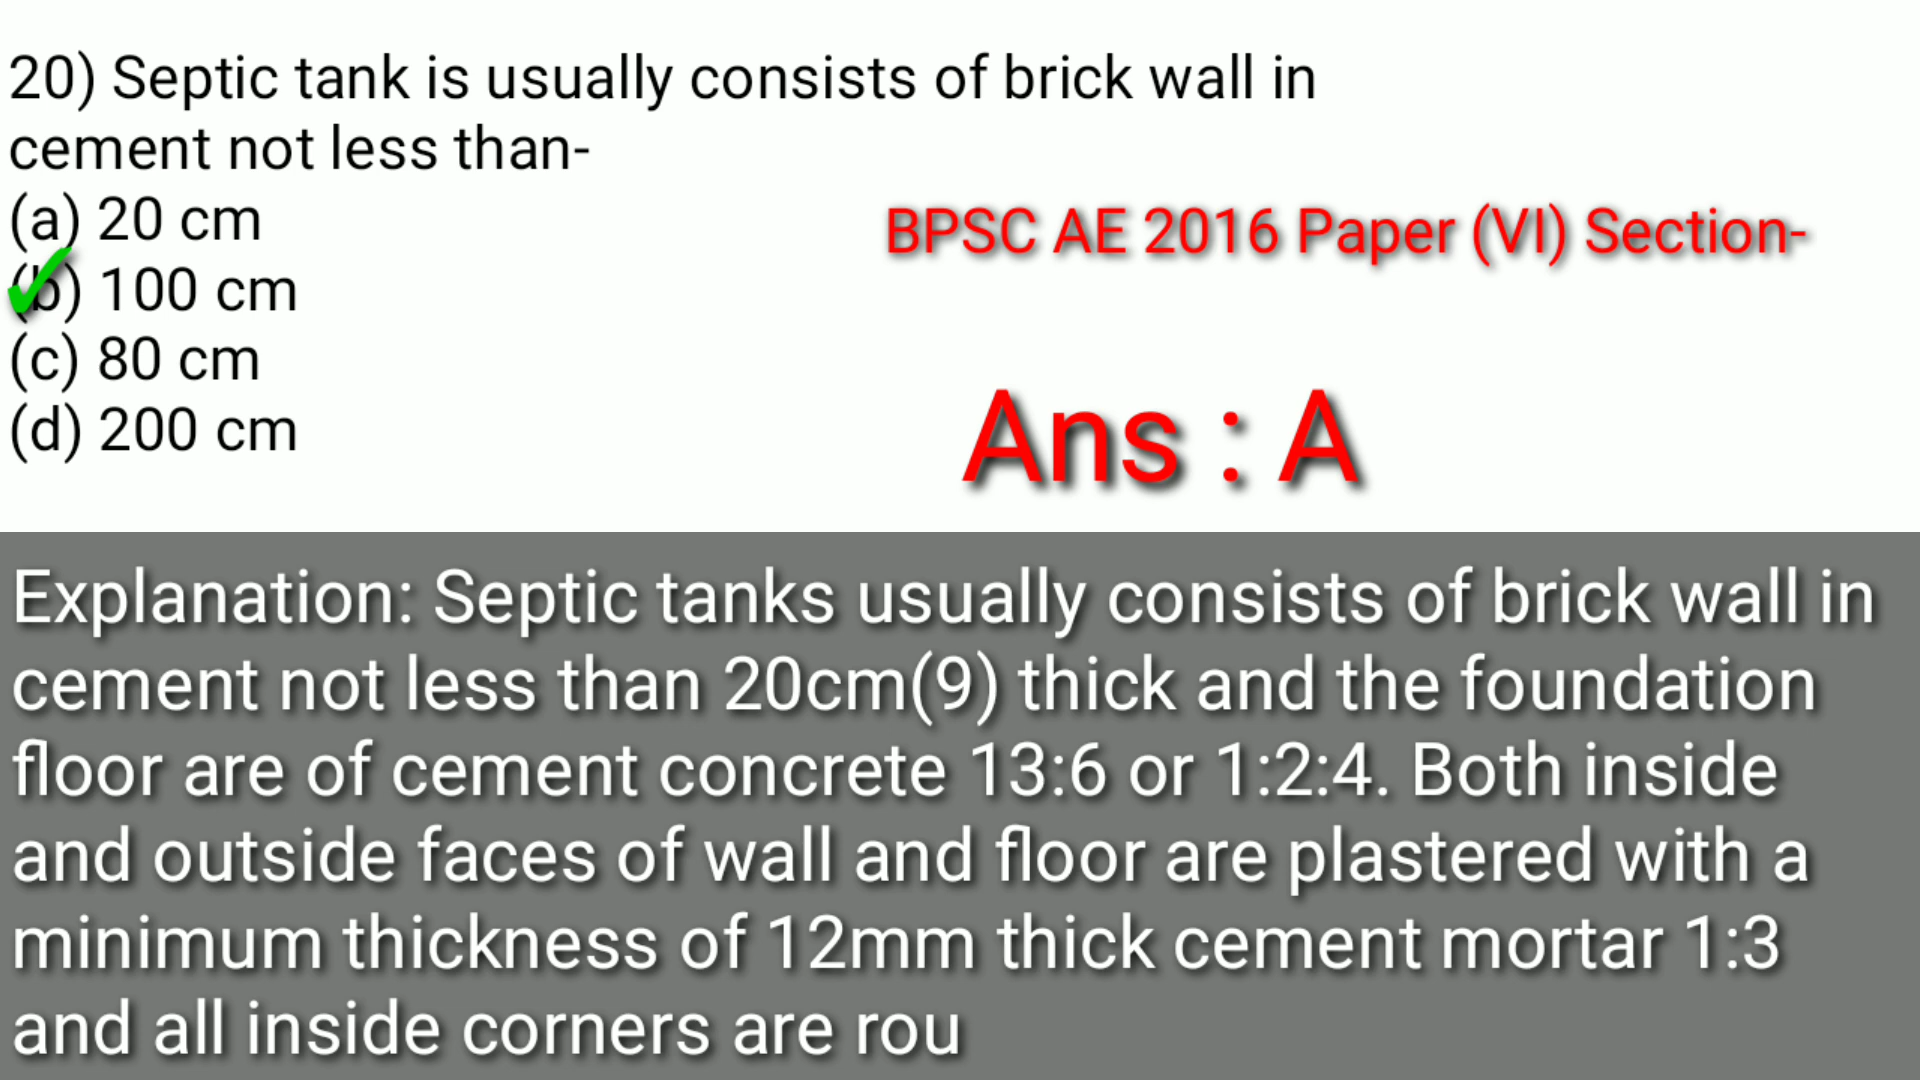 20) Septic tank is usually consists of brick wall in
cement not less than-
(a) 20 cm
(b) 100 cm
(c) 80 cm
(d) 200 cm
BPSC AE 2016 Paper (VI) Section-
Ans : A
Explanation: Septic tanks usually consists of brick wall in
cement not less than 20cm(9) thick and the foundation
floor are of cement concrete 13:6 or 1:2:4. Both inside
and outside faces of wall and floor are plastered with a
minimum thickness of 12mm thick cement mortar 1:3
and all inside corners are rou